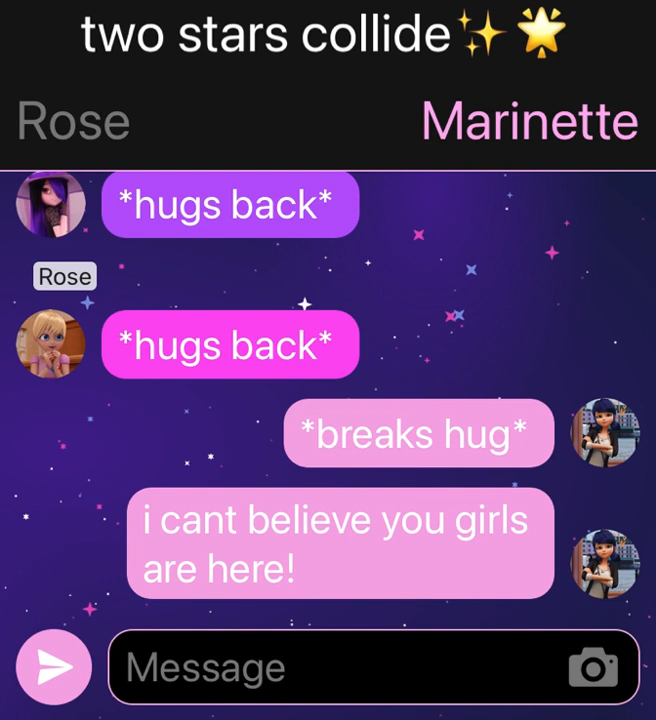 two stars collide✨🌟
Rose
Marinette
*hugs back*
Rose
*hugs back*
*breaks hug*
i cant believe you girls
are here!
Message